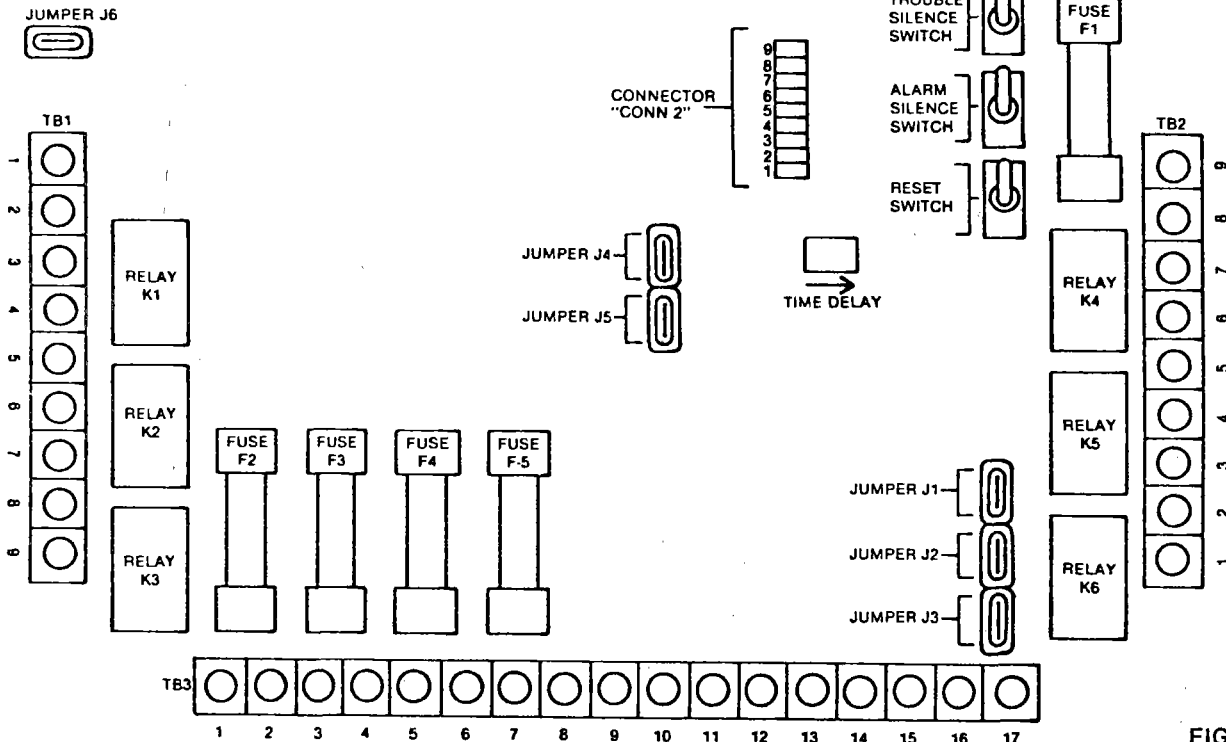 JUMPER J6
TROUBLE
SILENCE
SWITCH
FUSE
F1
CONNECTOR
"CONN 2"
9
8
7
6
5
4
3
2
1
ALARM
SILENCE
SWITCH
RESET
SWITCH
TB1
1
2
3
4
5
6
7
8
9
TB2
9
8
7
6
5
4
3
2
1
RELAY
K1
RELAY
K2
RELAY
K3
JUMPER J4
JUMPER J5
TIME DELAY
RELAY
K4
RELAY
K5
RELAY
K6
FUSE
F2
FUSE
F3
FUSE
F4
FUSE
F-5
JUMPER J1
JUMPER J2
JUMPER J3
TB3
1 2 3 4 5 6 7 8 9 10 11 12 13 14 15 16 17
FIG